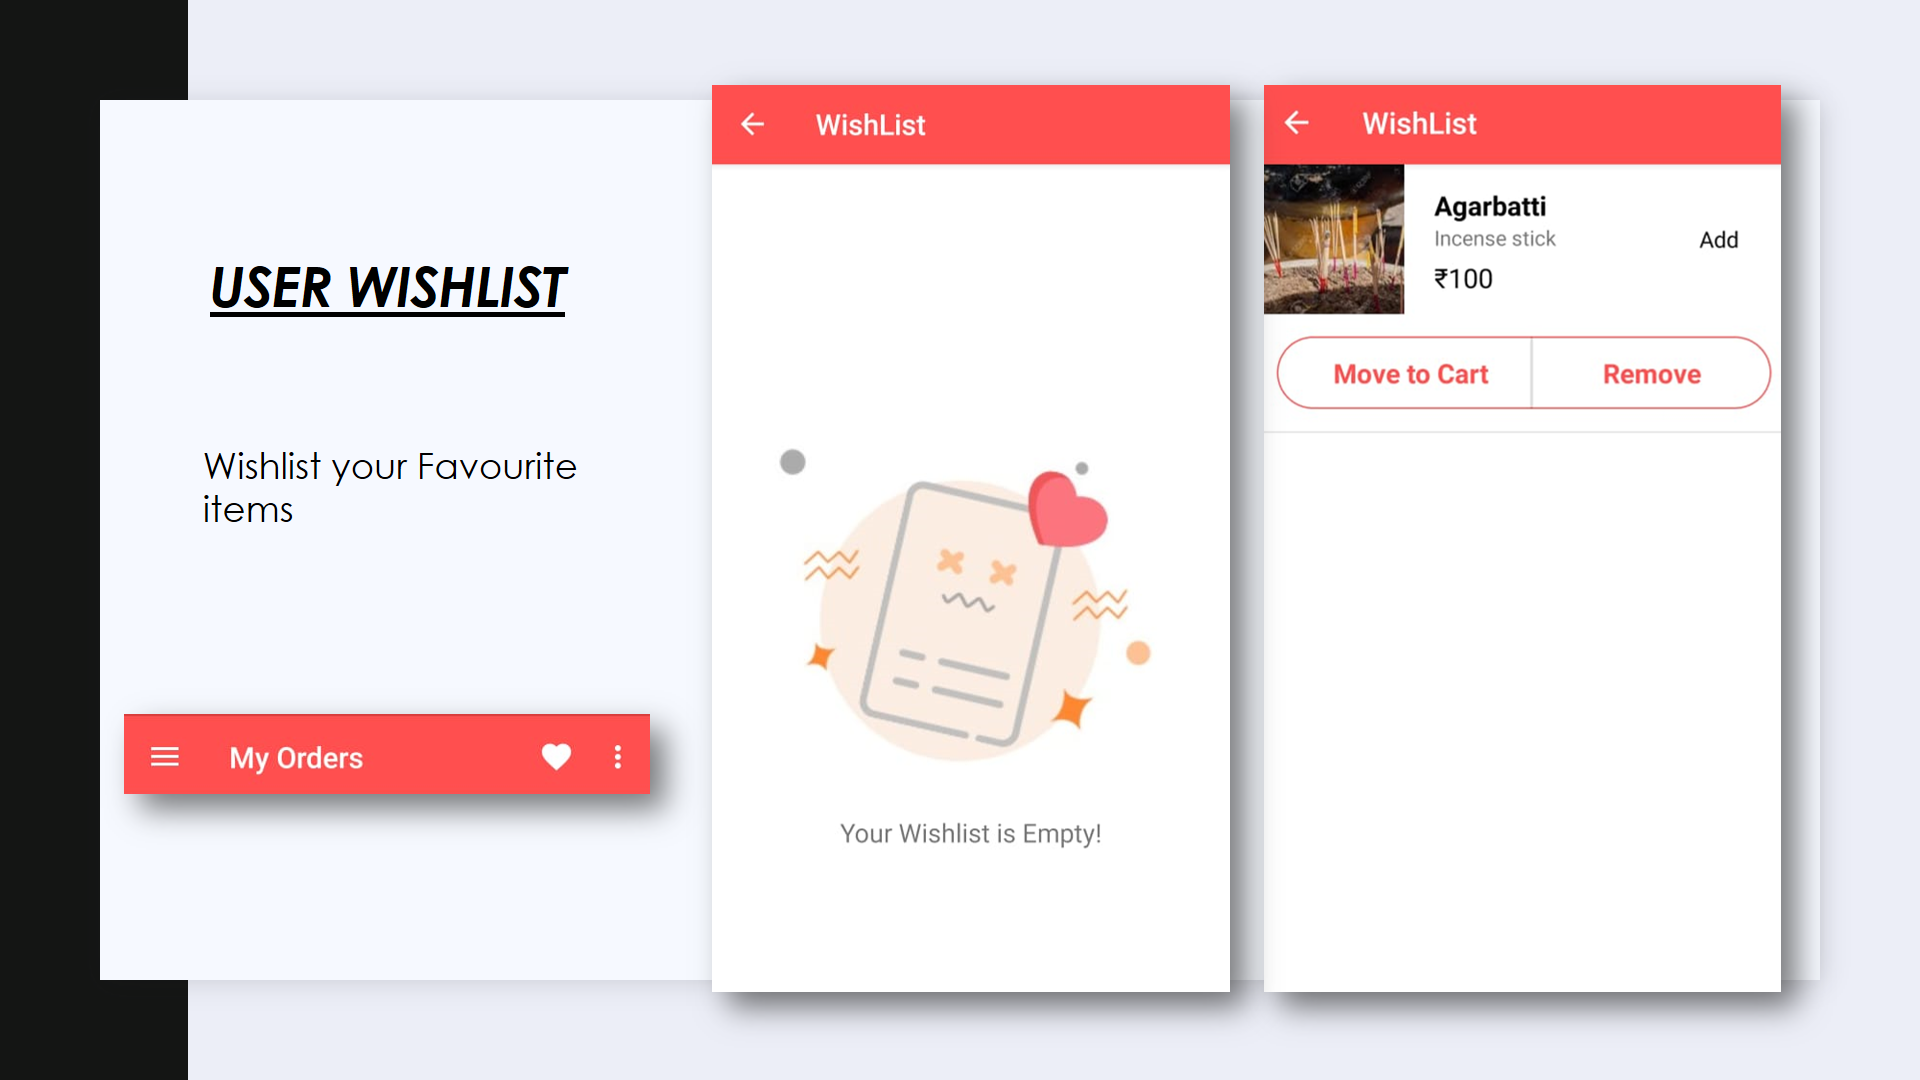 USER WISHLIST
Wishlist your Favourite
items
My Orders
WishList
Your Wishlist is Empty!
WishList
Agarbatti
Incense stick
₹100
Add
Move to Cart
Remove